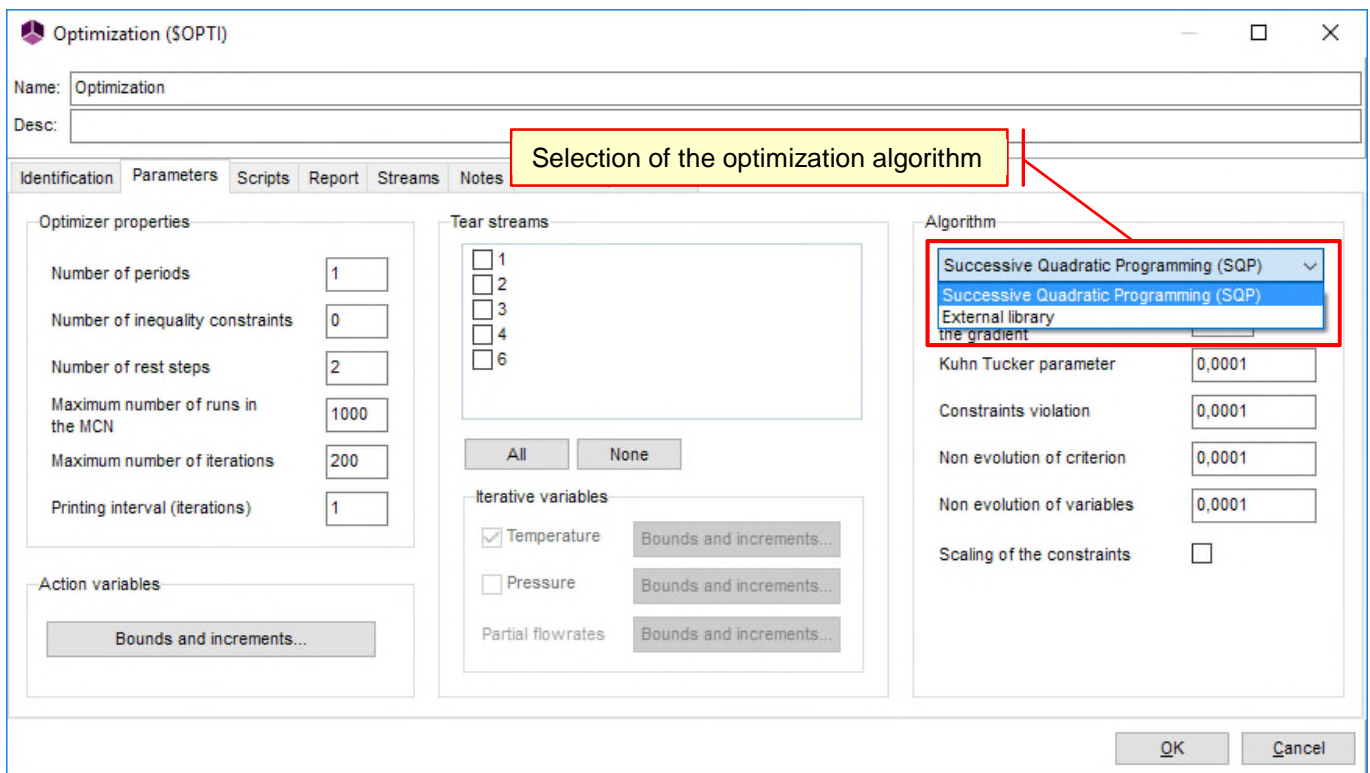 Optimization ($OPTI)
Name: Optimization
Desc:
Selection of the optimization algorithm
Identification Parameters Scripts Report Streams Notes
Optimizer properties
Number of periods 1
Number of inequality constraints 0
Number of rest steps 2
Maximum number of runs in
the MCN 1000
Maximum number of iterations 200
Printing interval (iterations) 1
Action variables
Bounds and increments...
Tear streams
1
2
3
4
6
All None
Iterative variables
Temperature Bounds and increments...
Pressure Bounds and increments...
Partial flowrates Bounds and increments...
Algorithm
Successive Quadratic Programming (SQP)
Successive Quadratic Programming (SQP)
External library
the gradient
Kuhn Tucker parameter 0,0001
Constraints violation 0,0001
Non evolution of criterion 0,0001
Non evolution of variables 0,0001
Scaling of the constraints
OK Cancel